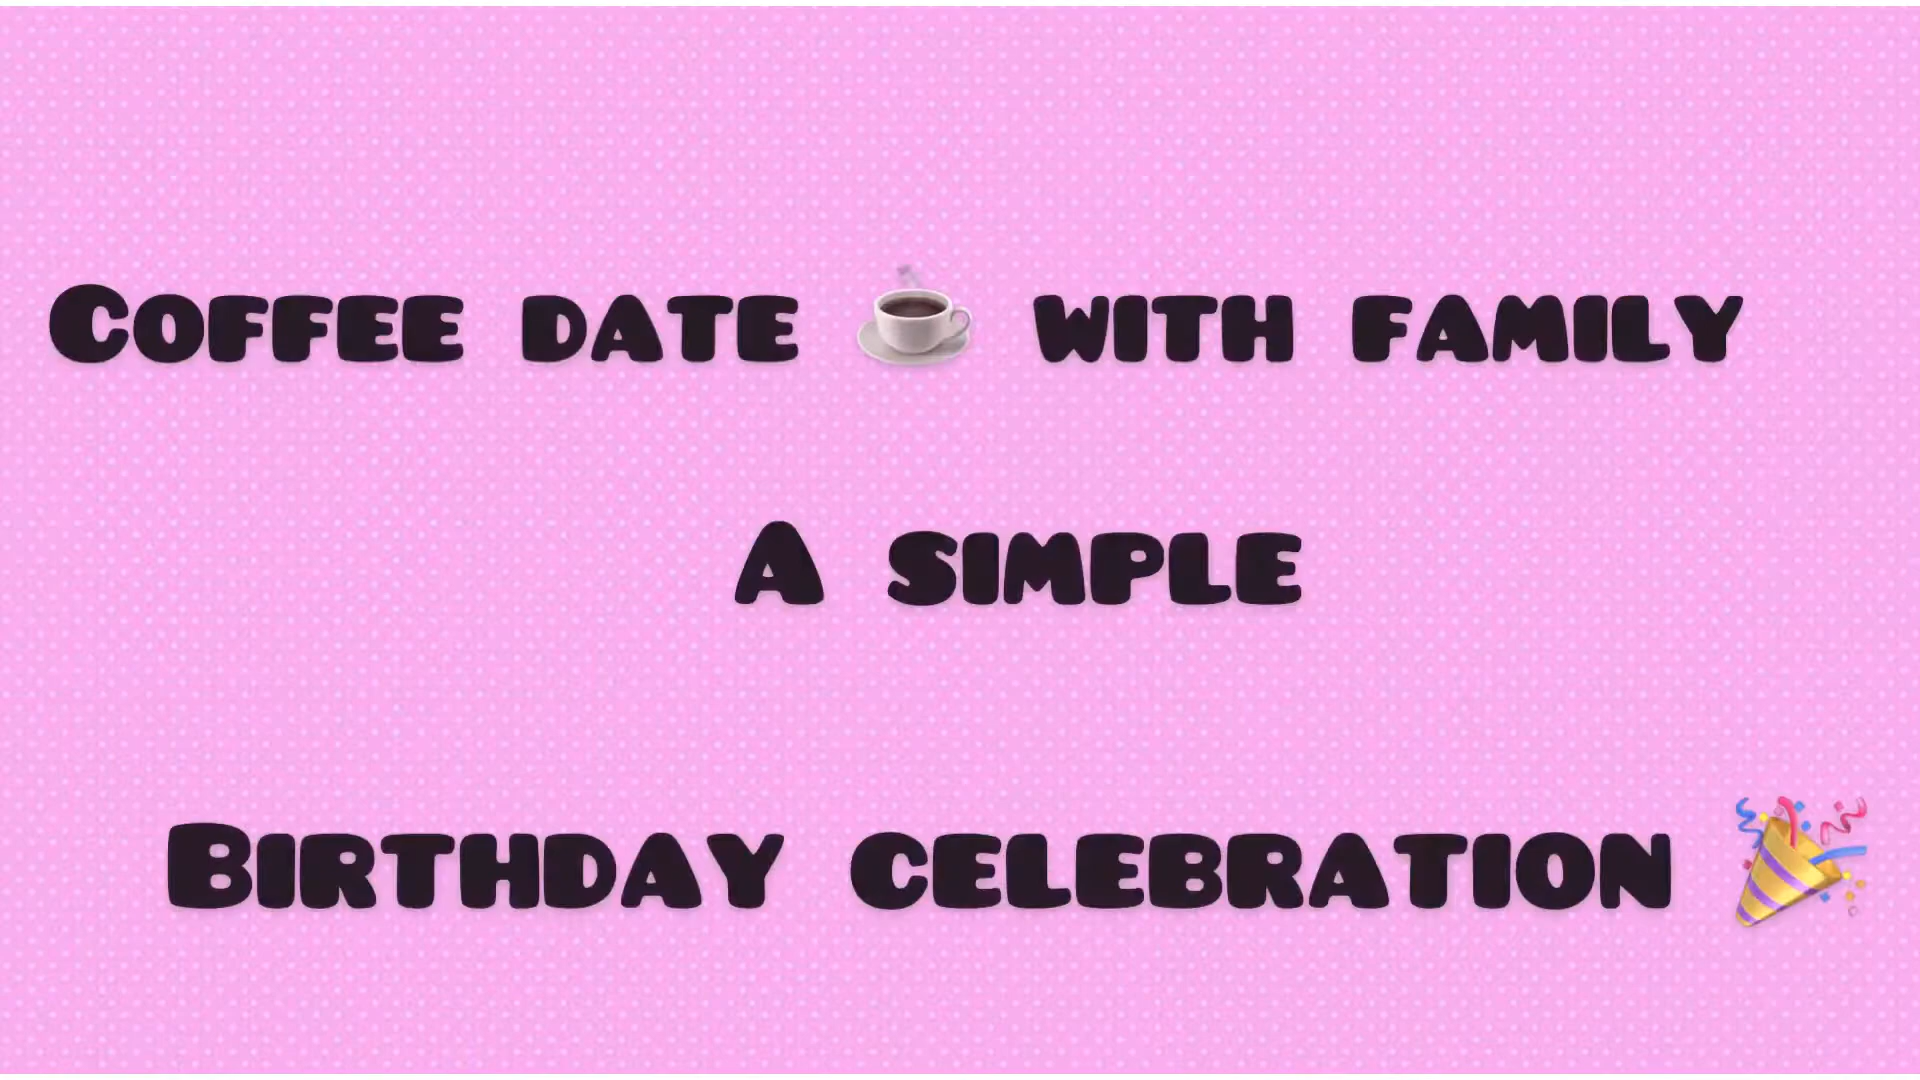 Coffee date ☕ with family
A simple
Birthday celebration 🎉